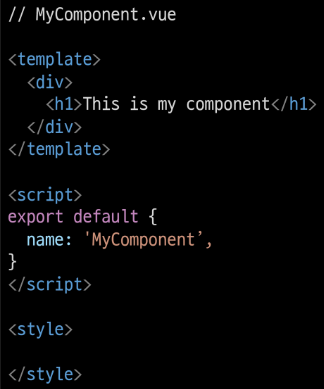 // MyComponent.vue

<template>
  <div>
    <h1>This is my component</h1>
  </div>
</template>

<script>
export default {
  name: 'MyComponent’,
}
</script>

<style>

</style>